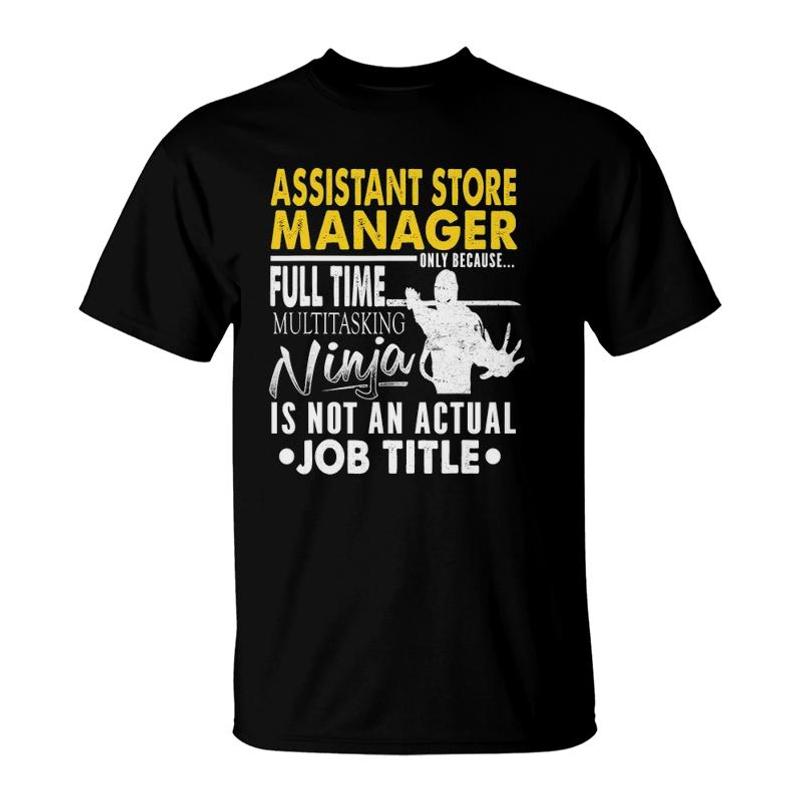 ASSISTANT STORE
MANAGER
ONLY BECAUSE...
FULL TIME
MULTITASKING
Ninja
IS NOT AN ACTUAL
•JOB TITLE•